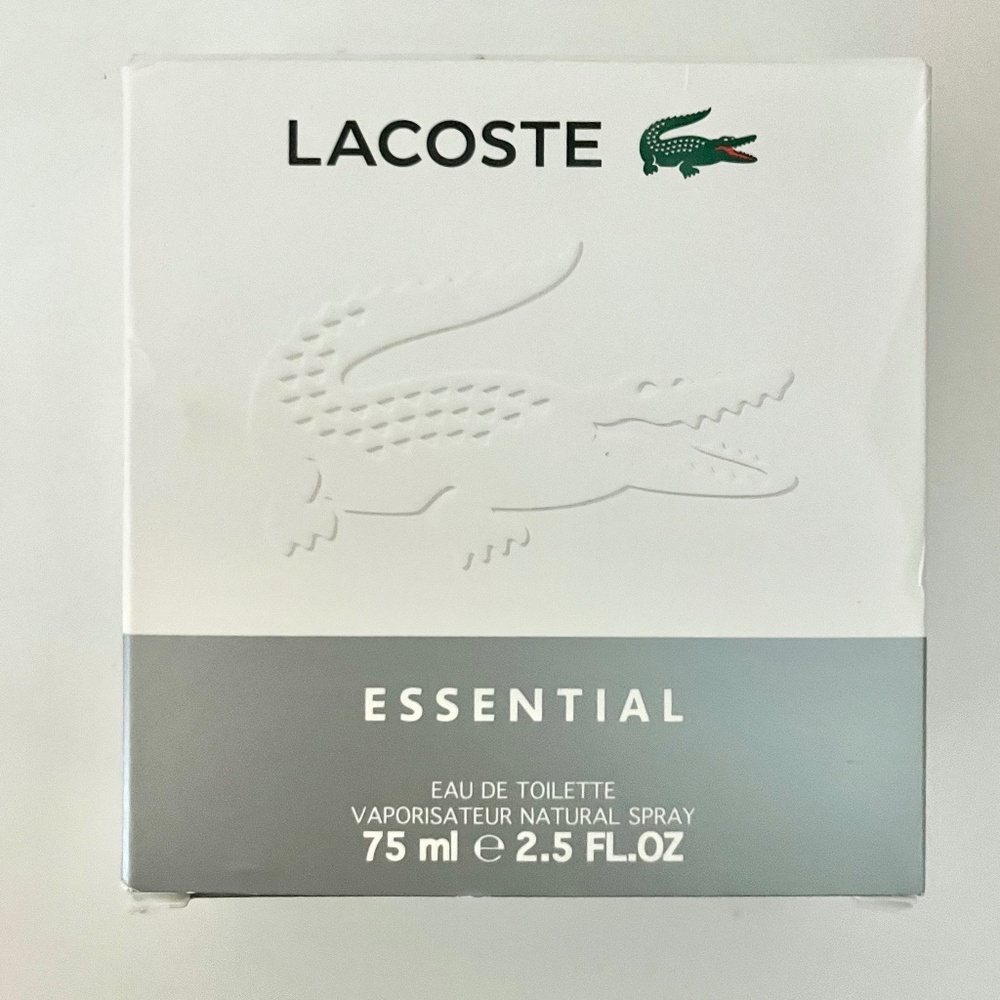 LACOSTE
ESSENTIAL
EAU DE TOILETTE
VAPORISATEUR NATURAL SPRAY
75 ml ℮ 2.5 FL.OZ